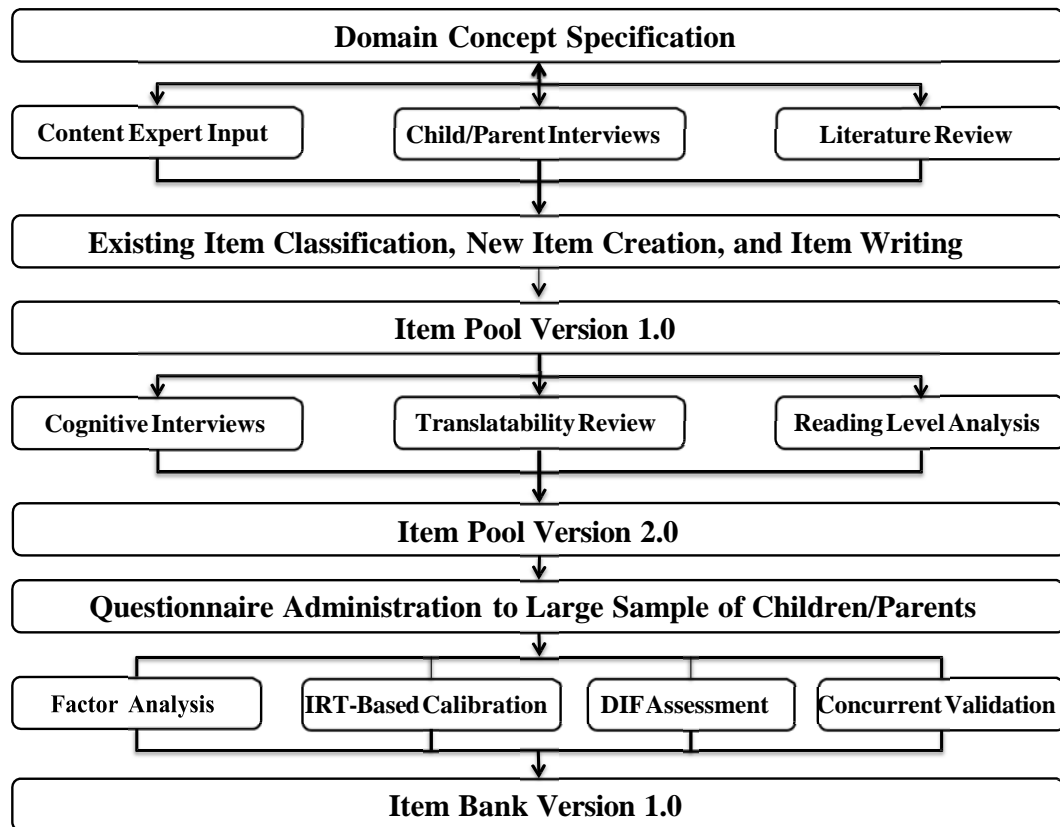 Domain Concept Specification
Content Expert Input
Child/Parent Interviews
Literature Review
Existing Item Classification, New Item Creation, and Item Writing
Item Pool Version 1.0
Cognitive Interviews
Translatability Review
Reading Level Analysis
Item Pool Version 2.0
Questionnaire Administration to Large Sample of Children/Parents
Factor Analysis
IRT-Based Calibration
DIF Assessment
Concurrent Validation
Item Bank Version 1.0